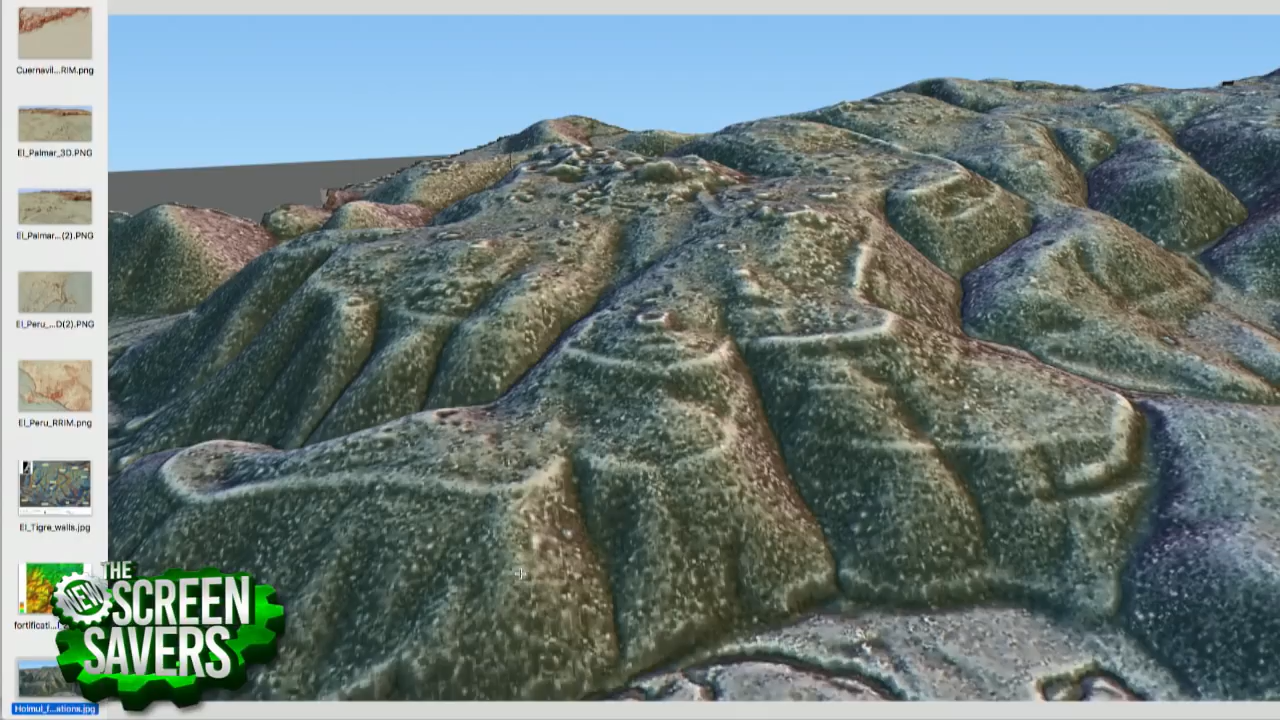 Cuernavil...RIM.png
El_Palmar_3D.PNG
El_Palmar...(2).PNG
El_Peru_...D(2).PNG
El_Peru_RRIM.png
El_Tigre_walls.jpg
Holmul_f...ations.jpg
THE
NEW
SCREEN
SAVERS